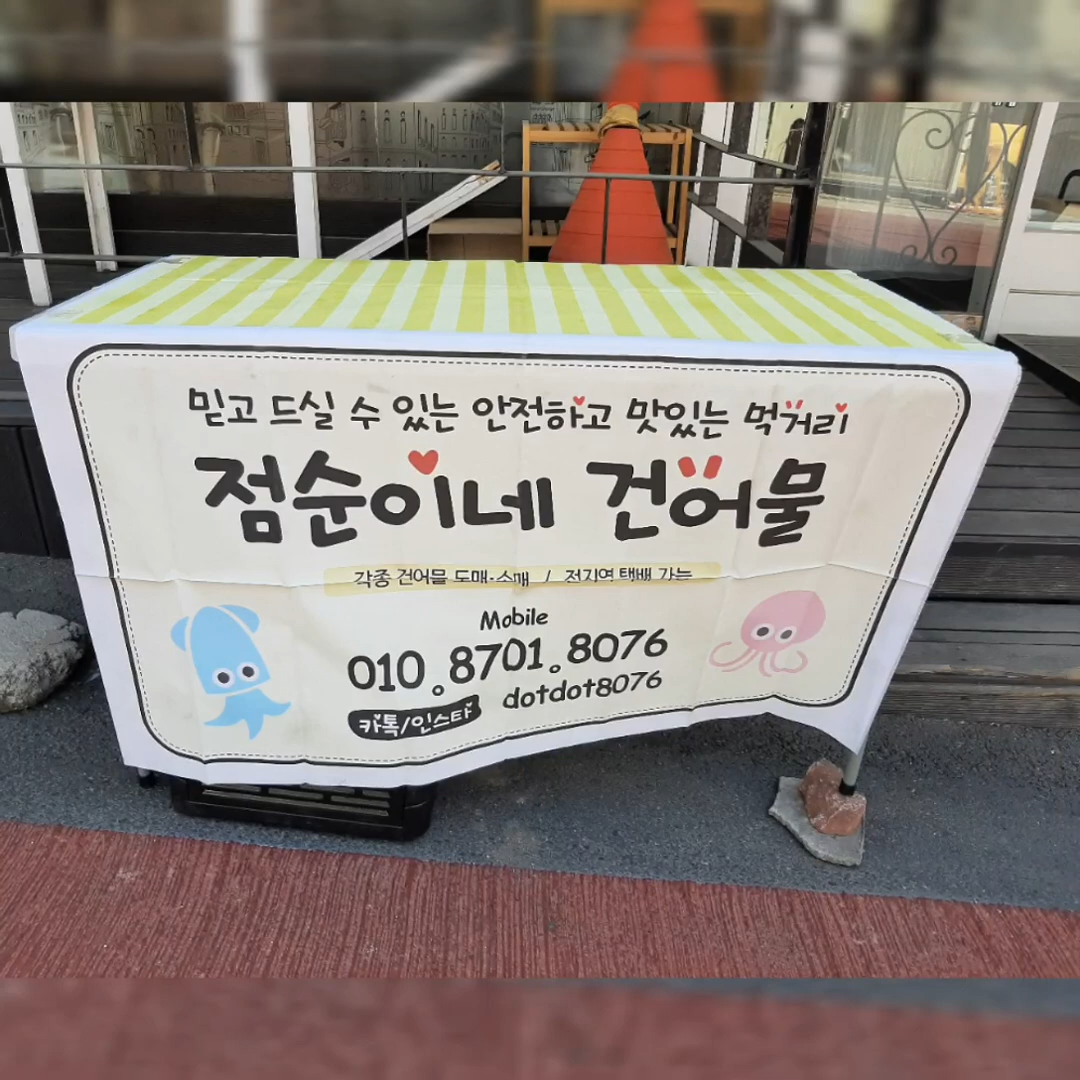 믿고 드실 수 있는 안전하고 맛있는 먹거리
점순이네 건어물
각종 건어물 도매·소매 / 전지역 택배 가능
Mobile
010.8701.8076
카톡/인스타 dotdot8076